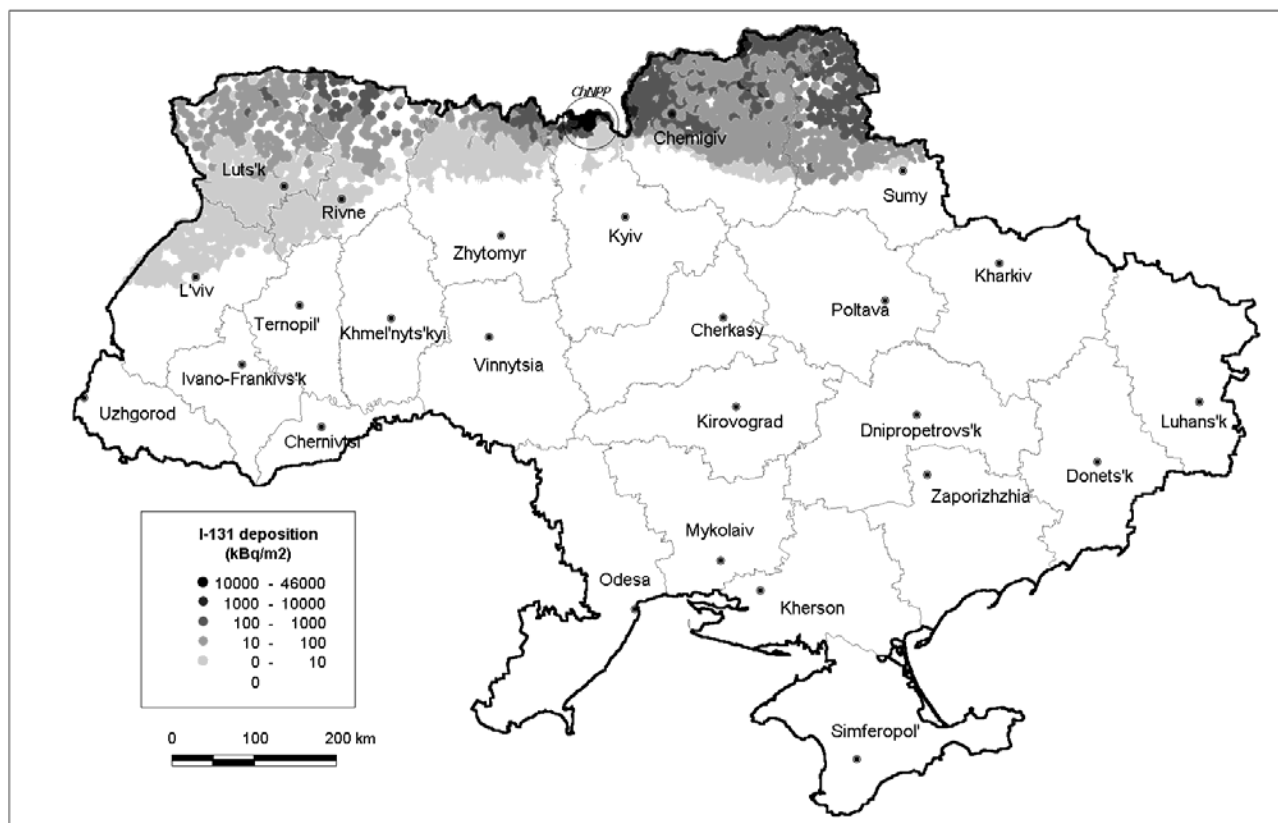 ChNPP
Chernigiv
Luts'k
Sumy
Rivne
Kyiv
Zhytomyr
Kharkiv
L'viv
Poltava
Ternopil'
Khmel'nyts'kyi
Cherkasy
Vinnytsia
Ivano-Frankivs'k
Uzhgorod
Kirovograd
Luhans'k
Dnipropetrovs'k
Chernivtsi
Donets'k
Zaporizhzhia
Mykolaiv
Odesa
Kherson
Simferopol'
I-131 deposition
(kBq/m2)
10000 - 46000
1000 - 10000
100 - 1000
10 - 100
0 - 10
0
0 100 200 km